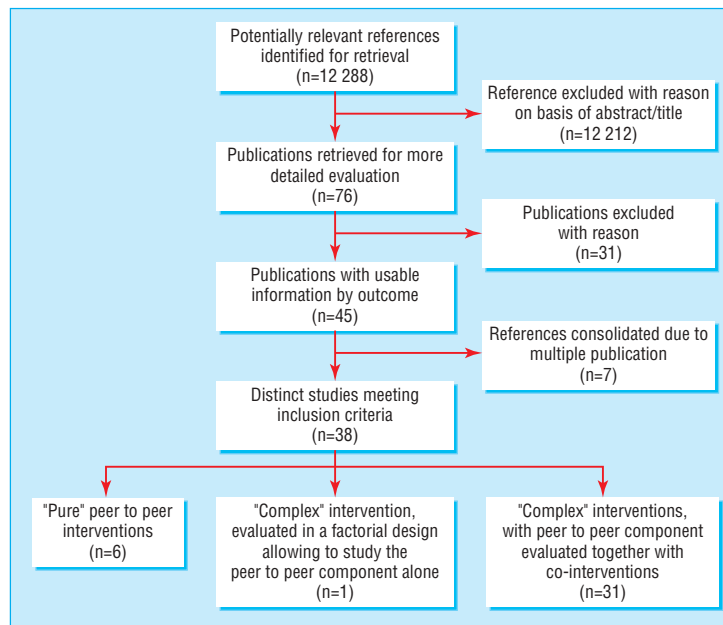 Potentially relevant references
identified for retrieval
(n=12 288)
Reference excluded with reason
on basis of abstract/title
(n=12 212)
Publications retrieved for more
detailed evaluation
(n=76)
Publications excluded
with reason
(n=31)
Publications with usable
information by outcome
(n=45)
References consolidated due to
multiple publication
(n=7)
Distinct studies meeting
inclusion criteria
(n=38)
"Pure" peer to peer
interventions
(n=6)
"Complex" intervention,
evaluated in a factorial design
allowing to study the
peer to peer component alone
(n=1)
"Complex" interventions,
with peer to peer component
evaluated together with
co-interventions
(n=31)